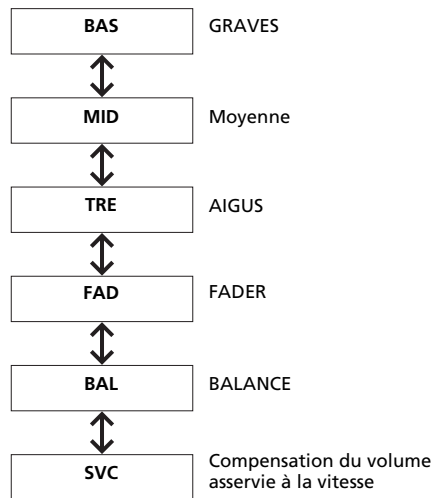 BAS GRAVES
MID Moyenne
TRE AIGUS
FAD FADER
BAL BALANCE
SVC Compensation du volume
asservie à la vitesse